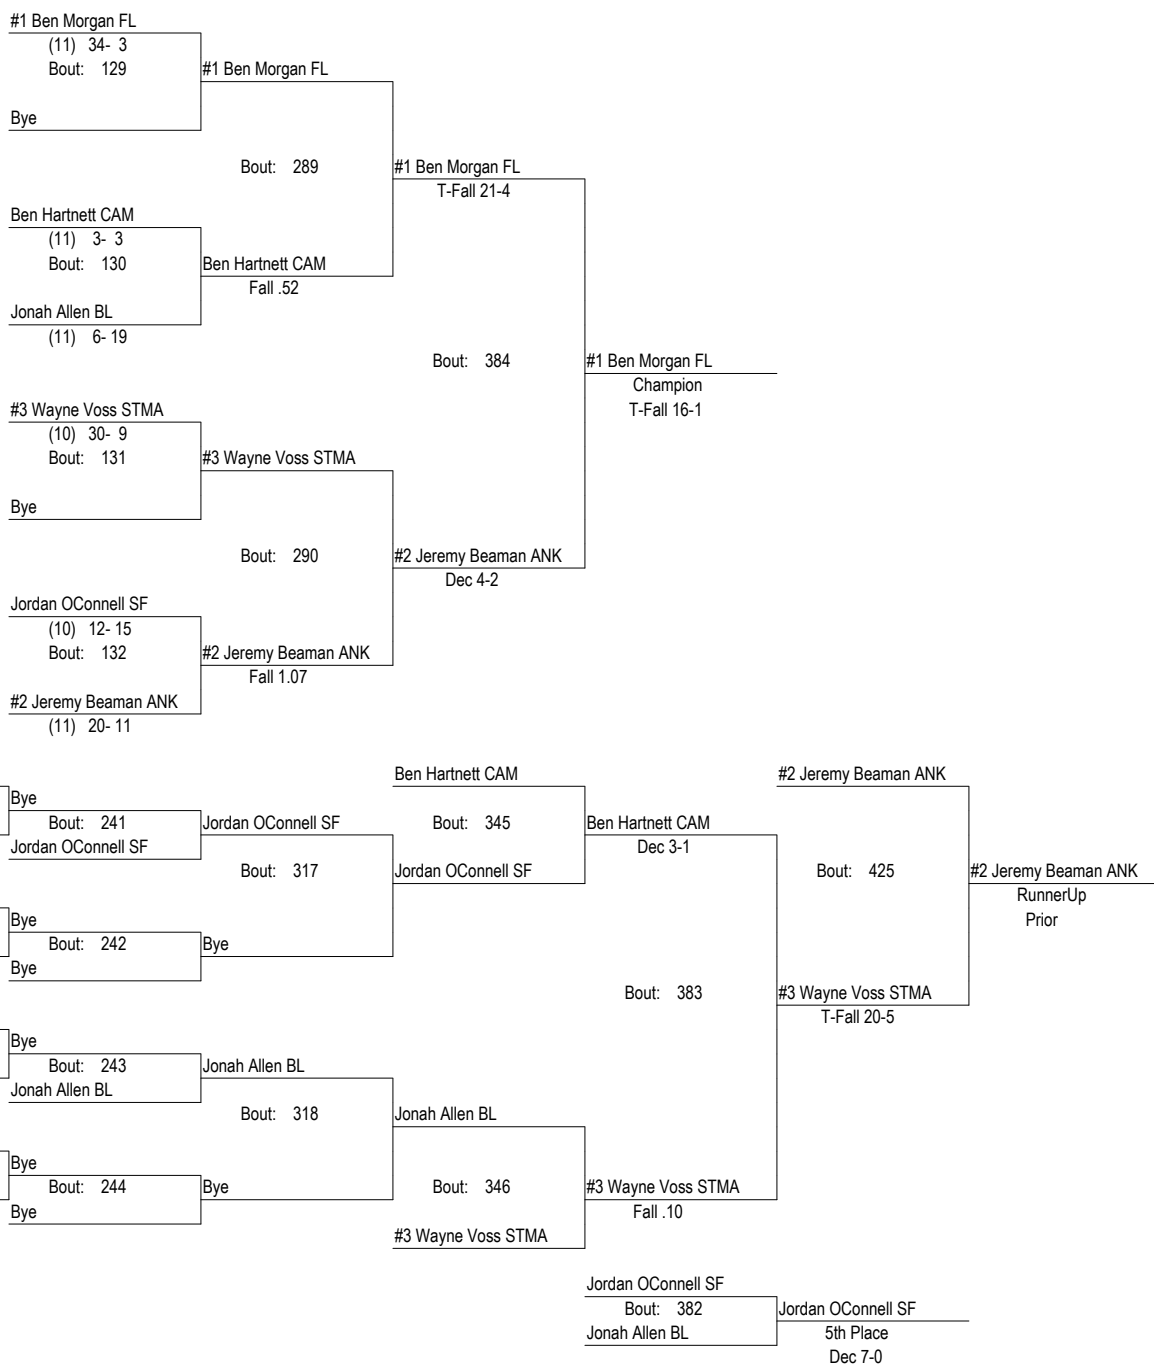 #1 Ben Morgan FL
(11) 34- 3
Bout: 129
#1 Ben Morgan FL
Bye
Bout: 289
#1 Ben Morgan FL
T-Fall 21-4
Ben Hartnett CAM
(11) 3- 3
Bout: 130
Ben Hartnett CAM
Fall .52
Jonah Allen BL
(11) 6- 19
Bout: 384
#1 Ben Morgan FL
Champion
T-Fall 16-1
#3 Wayne Voss STMA
(10) 30- 9
Bout: 131
#3 Wayne Voss STMA
Bye
Bout: 290
#2 Jeremy Beaman ANK
Dec 4-2
Jordan OConnell SF
(10) 12- 15
Bout: 132
#2 Jeremy Beaman ANK
Fall 1.07
#2 Jeremy Beaman ANK
(11) 20- 11
Ben Hartnett CAM
#2 Jeremy Beaman ANK
Bye
Bout: 241
Jordan OConnell SF
Bout: 345
Ben Hartnett CAM
Dec 3-1
Jordan OConnell SF
Bout: 317
Jordan OConnell SF
Bout: 425
#2 Jeremy Beaman ANK
RunnerUp
Prior
Bye
Bout: 242
Bye
Bye
Bout: 383
#3 Wayne Voss STMA
T-Fall 20-5
Bye
Bout: 243
Jonah Allen BL
Jonah Allen BL
Bout: 318
Jonah Allen BL
Bye
Bout: 244
Bye
Bout: 346
#3 Wayne Voss STMA
Fall .10
Bye
#3 Wayne Voss STMA
Jordan OConnell SF
Bout: 382
Jordan OConnell SF
Jonah Allen BL
5th Place
Dec 7-0